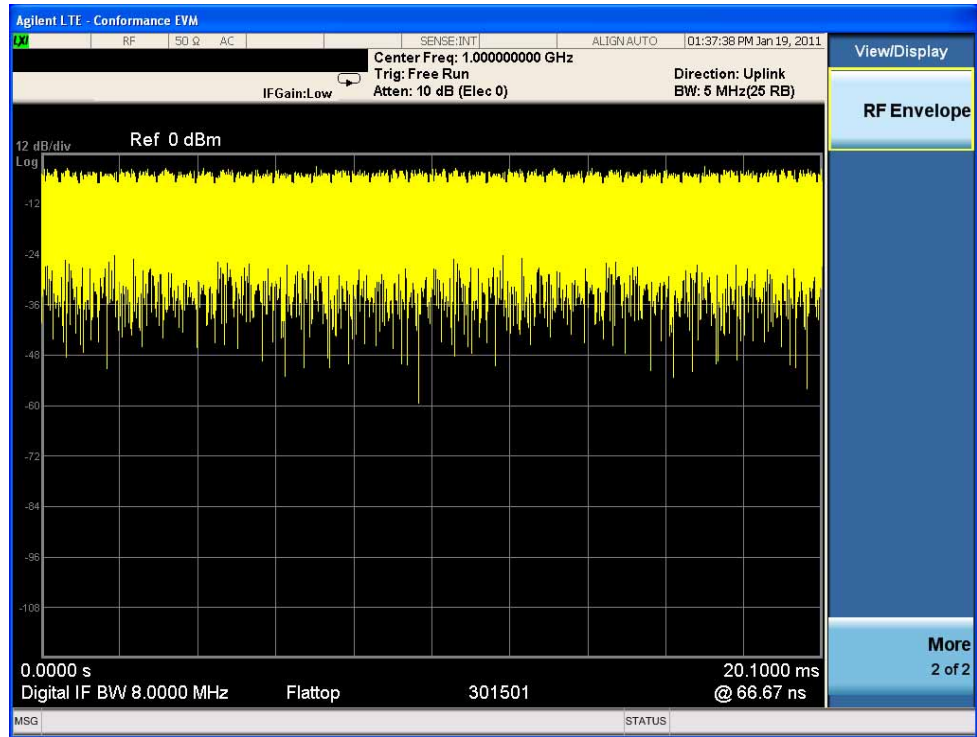 Agilent LTE - Conformance EVM
LXI RF 50 Ω AC SENSE:INT ALIGN AUTO 01:37:38 PM Jan 19, 2011
View/Display
Center Freq: 1.000000000 GHz
Trig: Free Run Direction: Uplink
IFGain:Low Atten: 10 dB (Elec 0) BW: 5 MHz(25 RB)
RF Envelope
12 dB/div Ref 0 dBm
Log
-12
-24
-36
-48
-60
-72
-84
-96
-108
More
2 of 2
0.0000 s 20.1000 ms
Digital IF BW 8.0000 MHz Flattop 301501 @ 66.67 ns
MSG STATUS